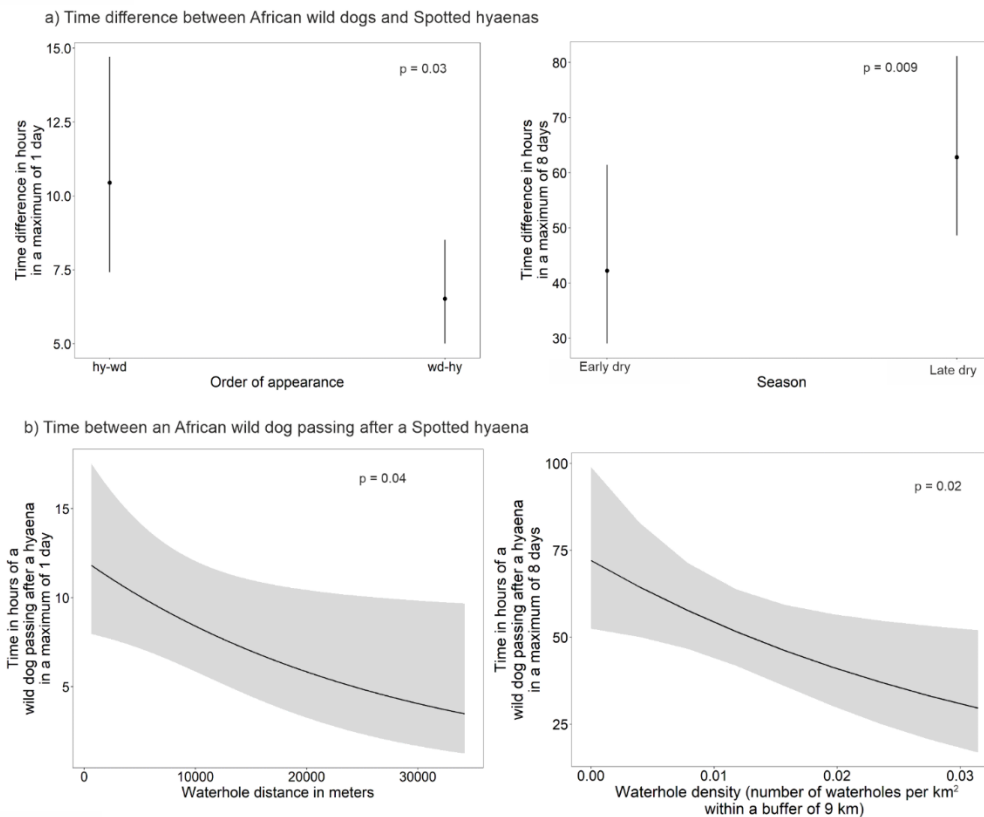 a) Time difference between African wild dogs and Spotted hyaenas
Time difference in hours
in a maximum of 1 day
15.0
12.5
10.0
7.5
5.0
p = 0.03
hy-wd
wd-hy
Order of appearance
Time difference in hours
in a maximum of 8 days
80
70
60
50
40
30
p = 0.009
Early dry
Late dry
Season
b) Time between an African wild dog passing after a Spotted hyaena
Time in hours of a
wild dog passing after a hyaena
in a maximum of 1 day
15
10
5
p = 0.04
0
10000
20000
30000
Waterhole distance in meters
Time in hours of a
wild dog passing after a hyaena
in a maximum of 8 days
100
75
50
25
p = 0.02
0.00
0.01
0.02
0.03
Waterhole density (number of waterholes per km²
within a buffer of 9 km)